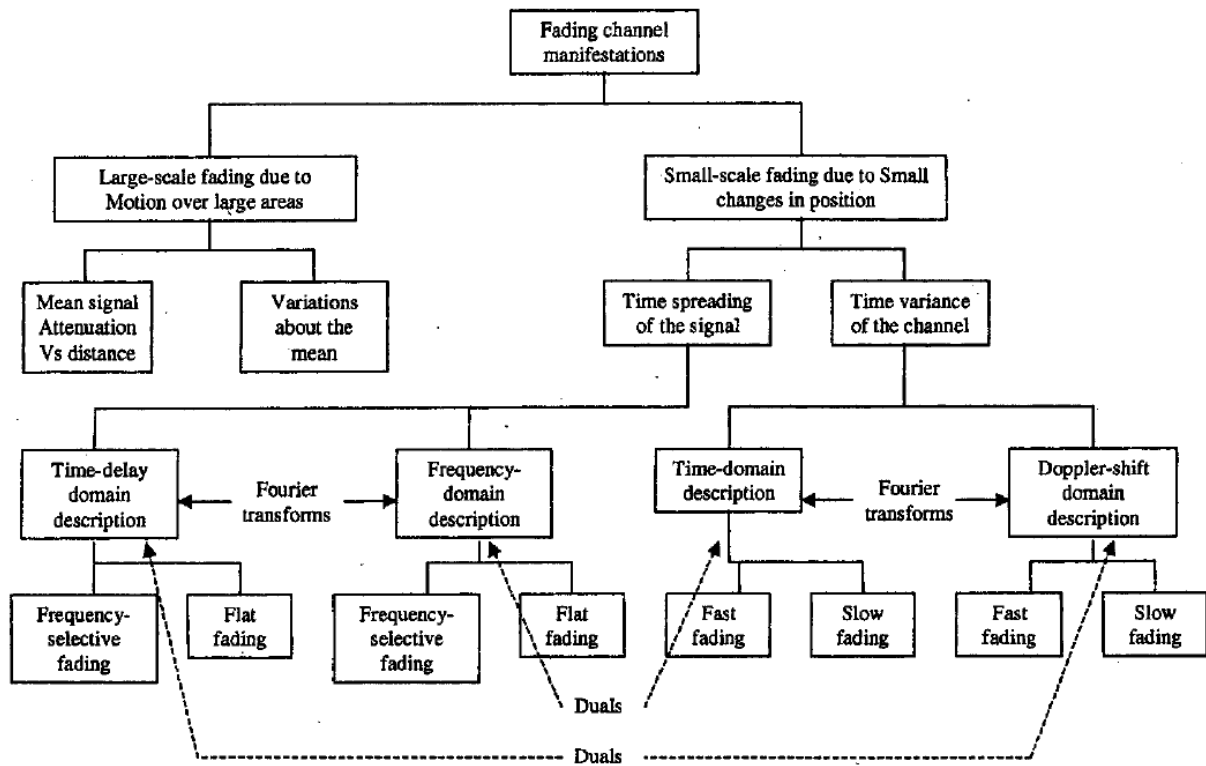 Fading channel
manifestations
Large-scale fading due to
Motion over large areas
Small-scale fading due to Small
changes in position
Mean signal
Attenuation
Vs distance
Variations
about the
mean
Time spreading
of the signal
Time variance
of the channel
Time-delay
domain
description
Fourier
transforms
Frequency-
domain
description
Time-domain
description
Fourier
transforms
Doppler-shift
domain
description
Frequency-
selective
fading
Flat
fading
Frequency-
selective
fading
Flat
fading
Fast
fading
Slow
fading
Fast
fading
Slow
fading
Duals
Duals